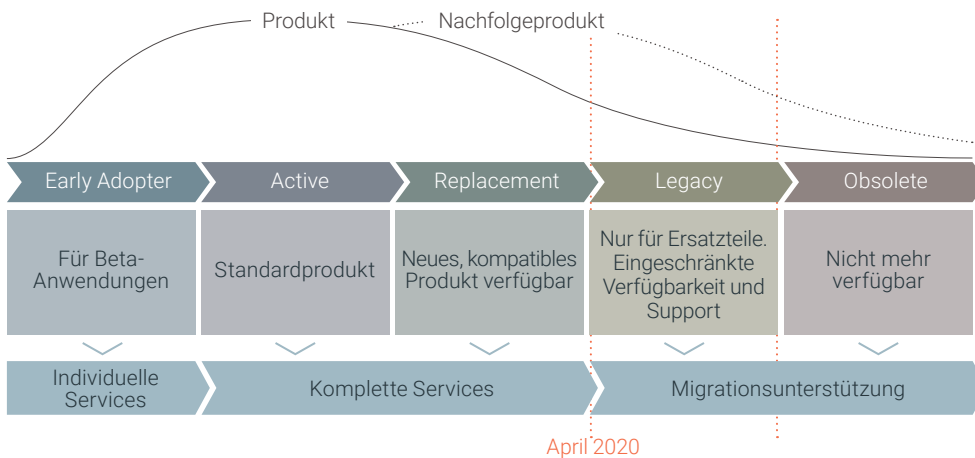 Produkt
Nachfolgeprodukt
Early Adopter
Active
Replacement
Legacy
Obsolete
Für Beta-
Anwendungen
Standardprodukt
Neues, kompatibles
Produkt verfügbar
Nur für Ersatzteile.
Eingeschränkte
Verfügbarkeit und
Support
Nicht mehr
verfügbar
Individuelle
Services
Komplette Services
Migrationsunterstützung
April 2020